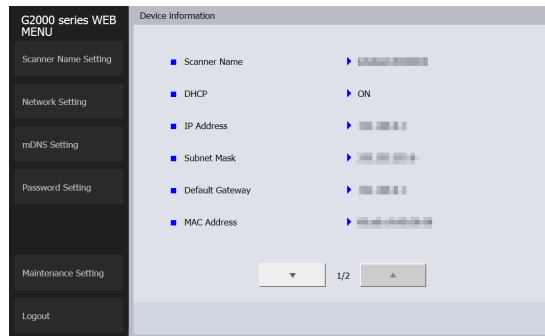 G2000 series WEB
MENU
Scanner Name Setting
Network Setting
mDNS Setting
Password Setting
Maintenance Setting
Logout
Device information
Scanner Name
DHCP ON
IP Address
Subnet Mask
Default Gateway
MAC Address
1/2